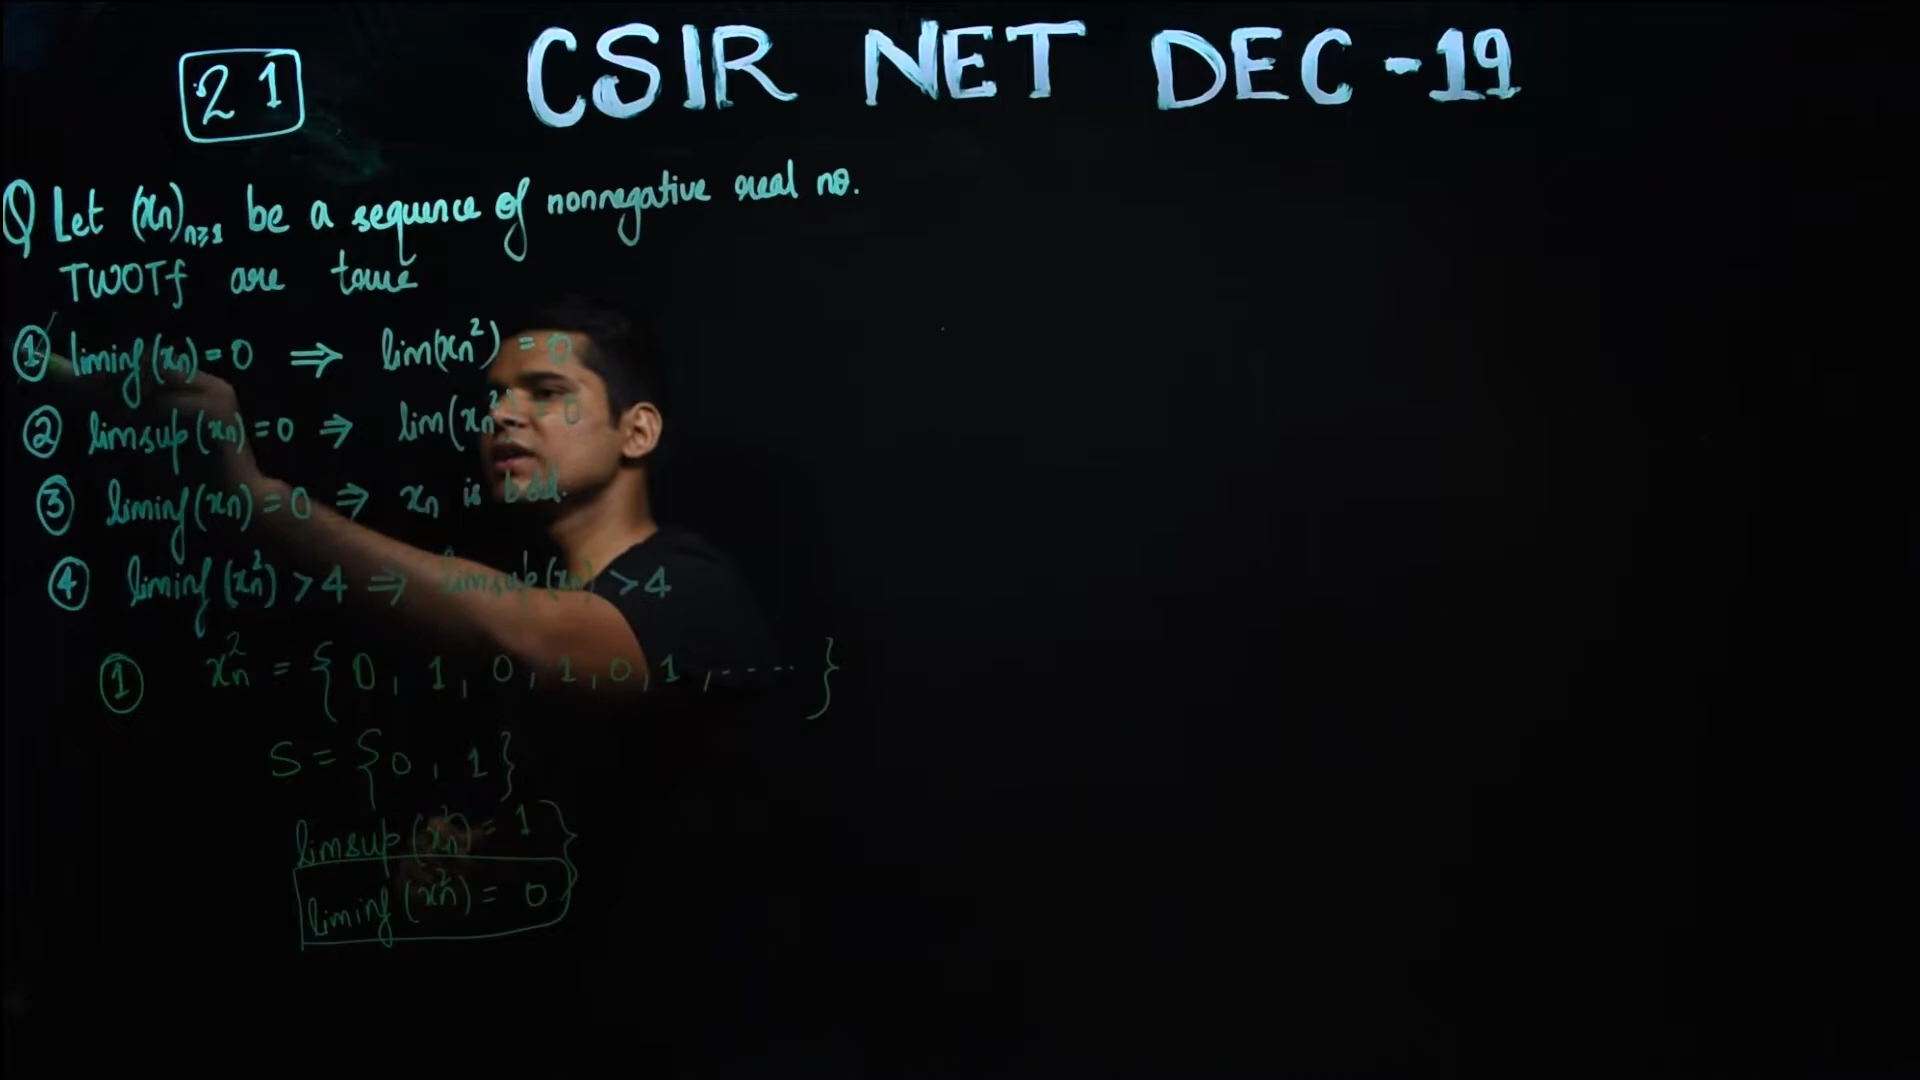 21
CSIR NET DEC-19
Q Let (xn)n≥1 be a sequence of nonnegative real no.
TWOTf are true
① liminf(xn)=0 ⇒ lim(xn²) = 0
② limsup(xn)=0 ⇒ lim(xn²) = 0
③ liminf(xn)=0 ⇒ xn is bdd.
④ liminf(xn²) >4 ⇒ limsup(xn) >4
① xn² = { 0, 1, 0, 1, 0, 1, ..... }
S = { 0, 1 }
limsup(xn²) = 1
liminf(xn²) = 0